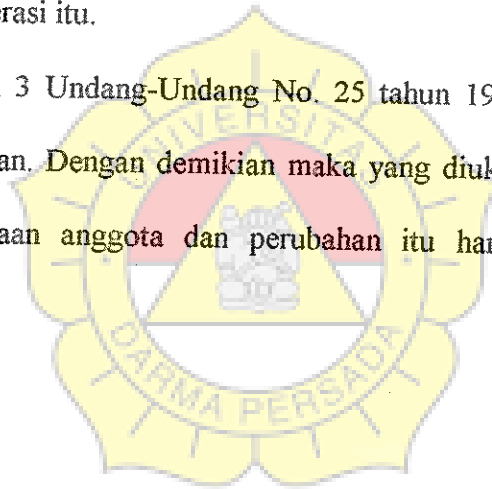 erasi itu.
3 Undang-Undang No. 25 tahun 19
an. Dengan demikian maka yang diuk
aan anggota dan perubahan itu har
UNIVERSITA
DARMA PERSADA